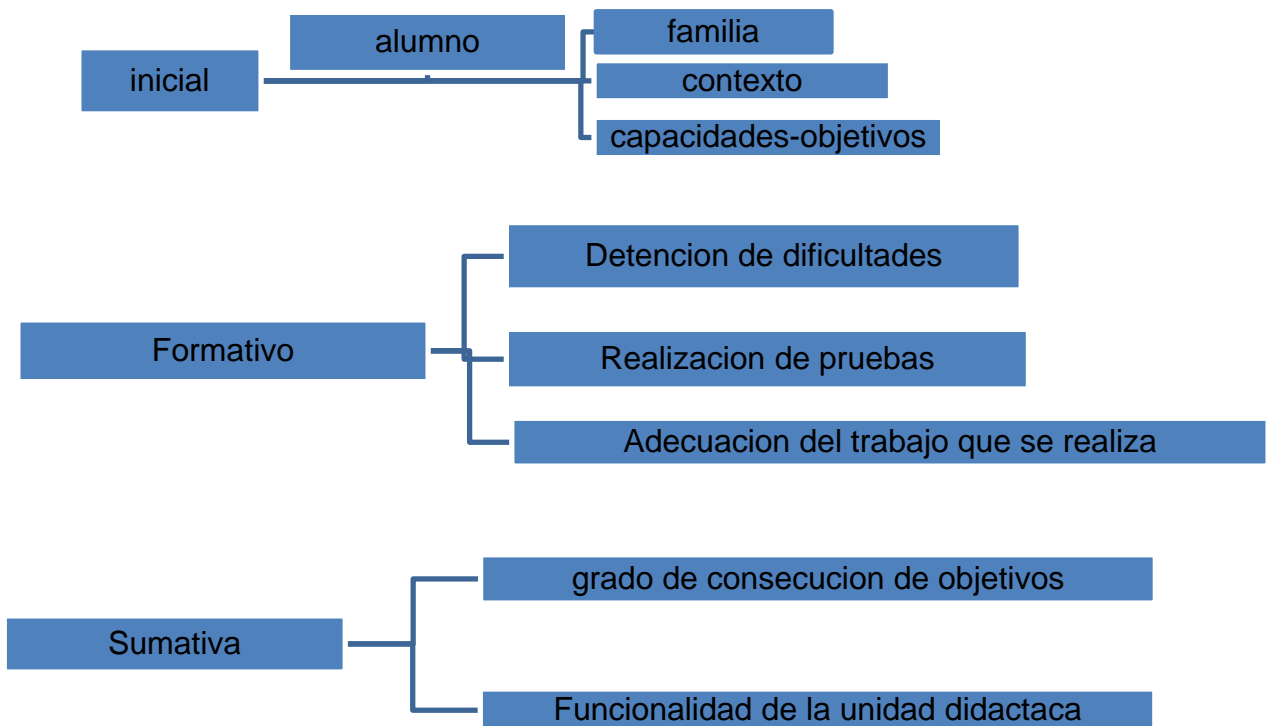 inicial
alumno
familia
contexto
capacidades-objetivos
Formativo
Detencion de dificultades
Realizacion de pruebas
Adecuacion del trabajo que se realiza
Sumativa
grado de consecucion de objetivos
Funcionalidad de la unidad didactaca